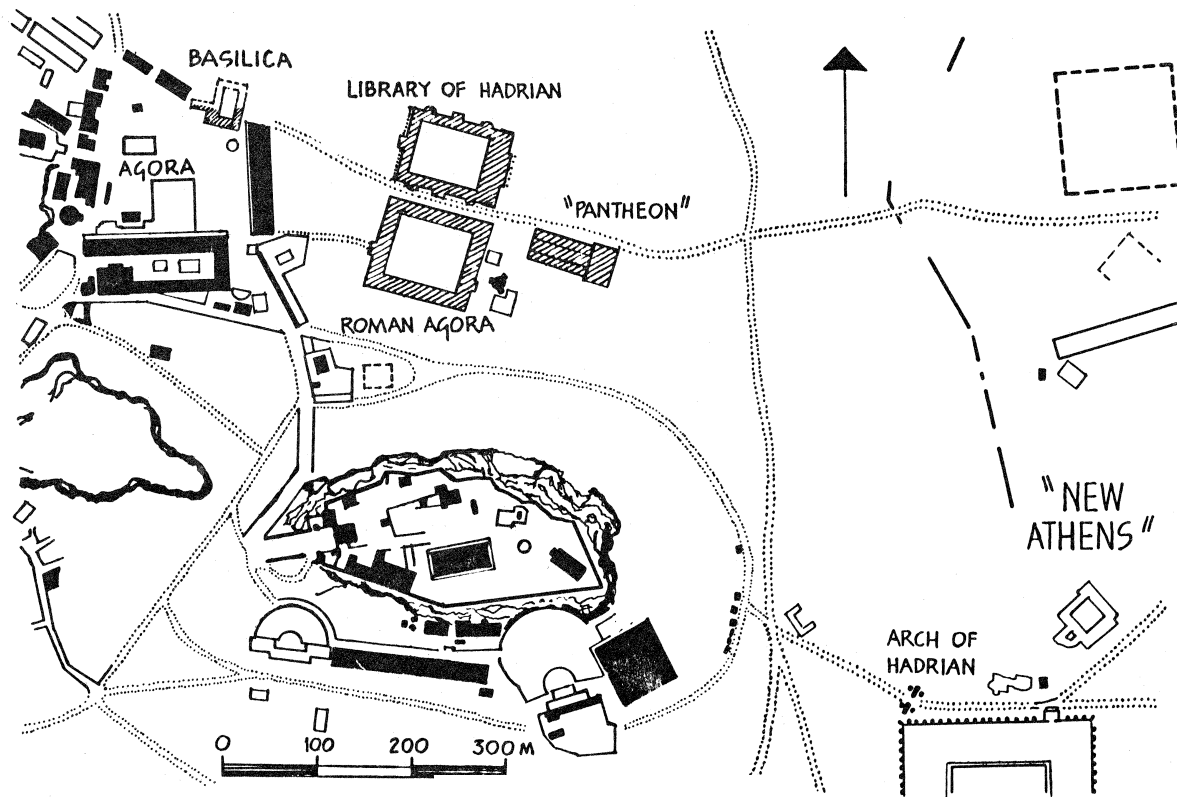 BASILICA
LIBRARY OF HADRIAN
AGORA
"PANTHEON"
ROMAN AGORA
"NEW
ATHENS"
ARCH OF
HADRIAN
0 100 200 300 M